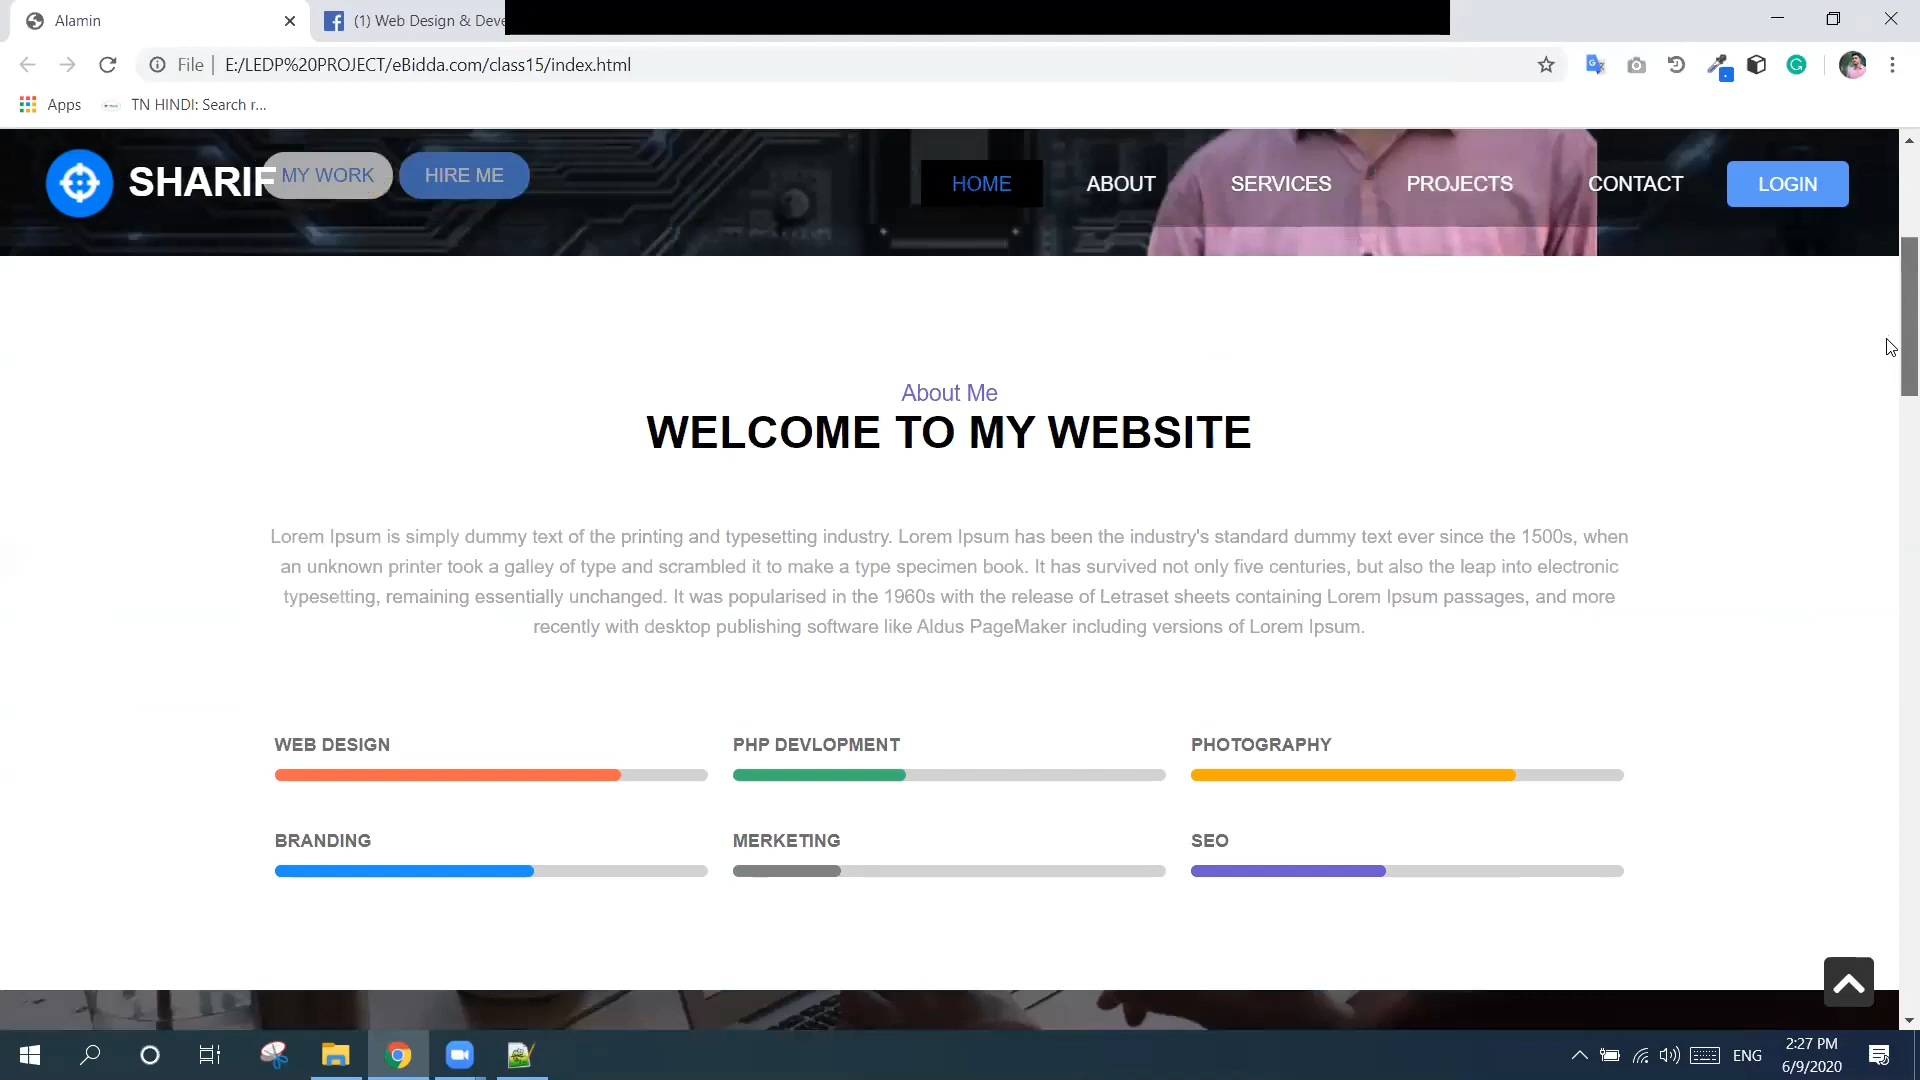 Alamin
(1) Web Design & Deve
File | E:/LEDP%20PROJECT/eBidda.com/class15/index.html
Apps TN HINDI: Search r...
SHARIF MY WORK HIRE ME HOME ABOUT SERVICES PROJECTS CONTACT LOGIN
About Me
WELCOME TO MY WEBSITE
Lorem Ipsum is simply dummy text of the printing and typesetting industry. Lorem Ipsum has been the industry's standard dummy text ever since the 1500s, when
an unknown printer took a galley of type and scrambled it to make a type specimen book. It has survived not only five centuries, but also the leap into electronic
typesetting, remaining essentially unchanged. It was popularised in the 1960s with the release of Letraset sheets containing Lorem Ipsum passages, and more
recently with desktop publishing software like Aldus PageMaker including versions of Lorem Ipsum.
WEB DESIGN PHP DEVLOPMENT PHOTOGRAPHY
BRANDING MERKETING SEO
ENG
2:27 PM
6/9/2020